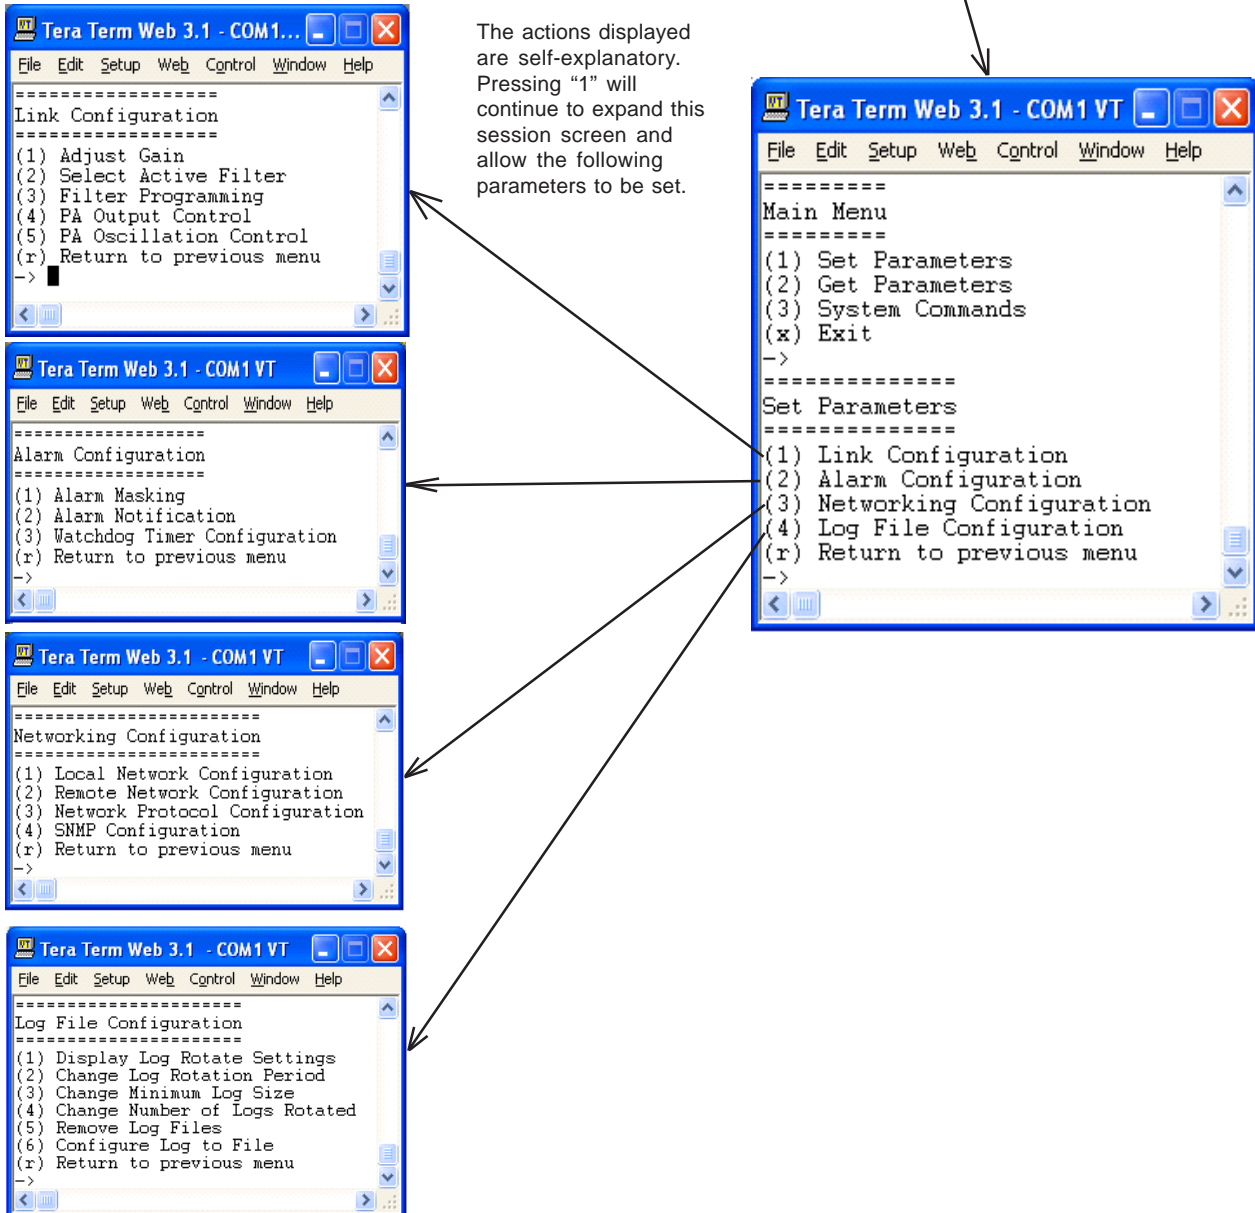 Tera Term Web 3.1 - COM1...
File Edit Setup Web Control Window Help
===================
Link Configuration
===================
(1) Adjust Gain
(2) Select Active Filter
(3) Filter Programming
(4) PA Output Control
(5) PA Oscillation Control
(r) Return to previous menu
->
The actions displayed
are self-explanatory.
Pressing “1” will
continue to expand this
session screen and
allow the following
parameters to be set.
Tera Term Web 3.1 - COM1 VT
File Edit Setup Web Control Window Help
=========
Main Menu
=========
(1) Set Parameters
(2) Get Parameters
(3) System Commands
(x) Exit
->
==============
Set Parameters
==============
(1) Link Configuration
(2) Alarm Configuration
(3) Networking Configuration
(4) Log File Configuration
(r) Return to previous menu
->
Tera Term Web 3.1 - COM1 VT
File Edit Setup Web Control Window Help
===================
Alarm Configuration
===================
(1) Alarm Masking
(2) Alarm Notification
(3) Watchdog Timer Configuration
(r) Return to previous menu
->
Tera Term Web 3.1 - COM1 VT
File Edit Setup Web Control Window Help
========================
Networking Configuration
========================
(1) Local Network Configuration
(2) Remote Network Configuration
(3) Network Protocol Configuration
(4) SNMP Configuration
(r) Return to previous menu
->
Tera Term Web 3.1 - COM1 VT
File Edit Setup Web Control Window Help
======================
Log File Configuration
======================
(1) Display Log Rotate Settings
(2) Change Log Rotation Period
(3) Change Minimum Log Size
(4) Change Number of Logs Rotated
(5) Remove Log Files
(6) Configure Log to File
(r) Return to previous menu
->